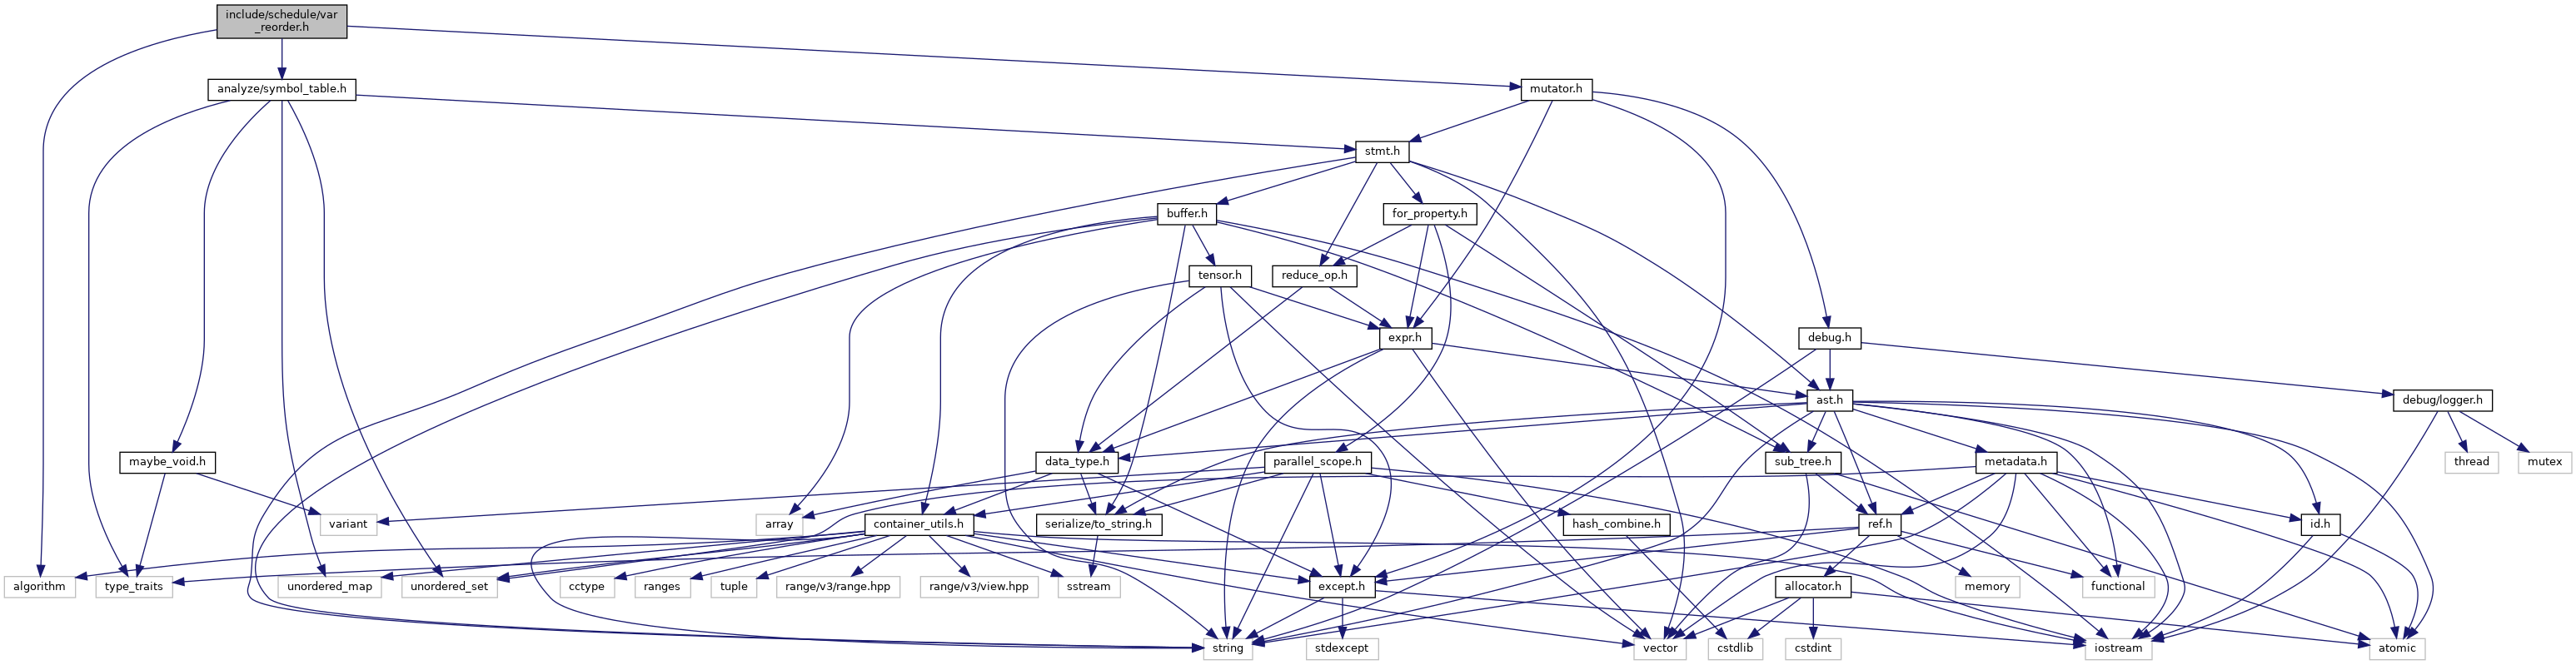 include/schedule/var
_reorder.h
analyze/symbol_table.h
mutator.h
stmt.h
buffer.h
for_property.h
tensor.h
reduce_op.h
expr.h
debug.h
ast.h
debug/logger.h
maybe_void.h
data_type.h
parallel_scope.h
sub_tree.h
metadata.h
thread
mutex
variant
array
container_utils.h
serialize/to_string.h
hash_combine.h
ref.h
id.h
algorithm
type_traits
unordered_map
unordered_set
cctype
ranges
tuple
range/v3/range.hpp
range/v3/view.hpp
sstream
except.h
allocator.h
memory
functional
string
stdexcept
vector
cstdlib
cstdint
iostream
atomic